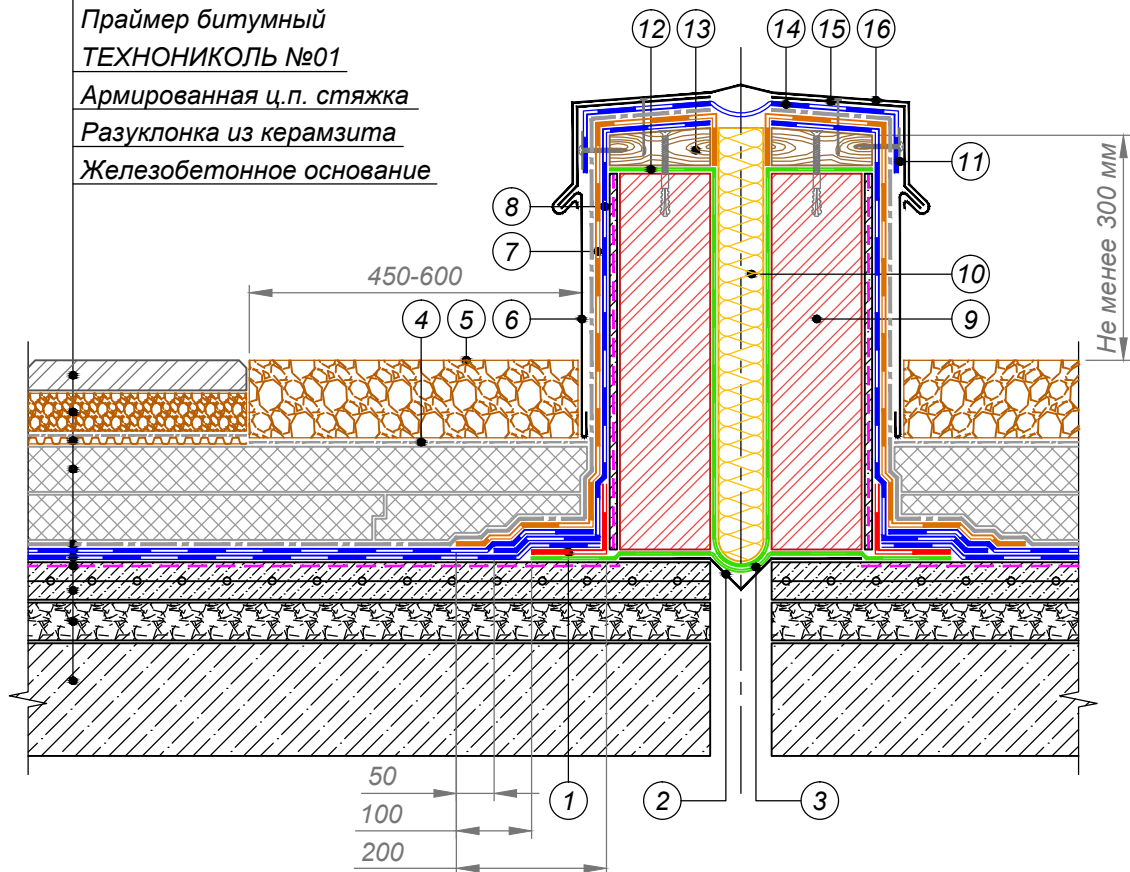 Праймер битумный
ТЕХНОНИКОЛЬ №01
Армированная ц.п. стяжка
Разуклонка из керамзита
Железобетонное основание
12 13 14 15 16
11
Не менее 300 мм
8
7
450-600
10
4 5 6 9
50
100
200
1 2 3